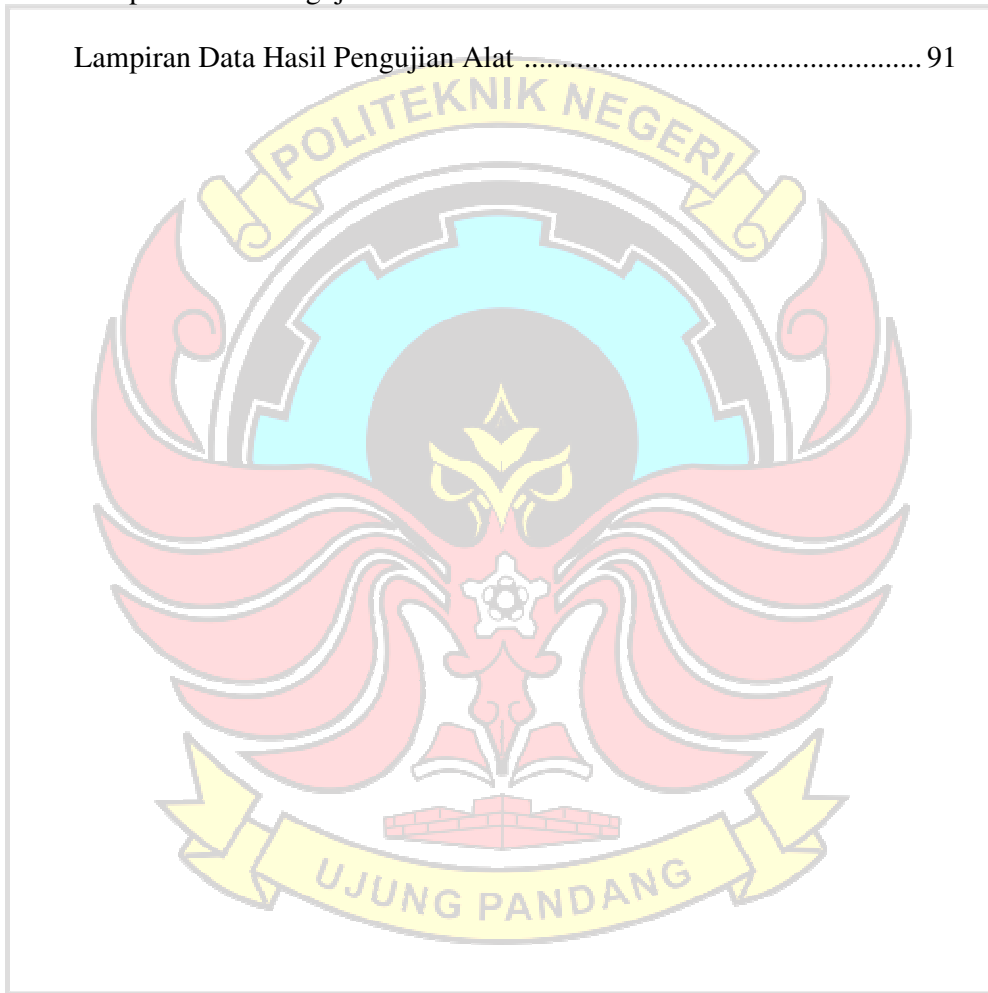 Lampiran Data Hasil Pengujian Alat ..................................................... 91
POLITEKNIK NEGERI
UJUNG PANDANG